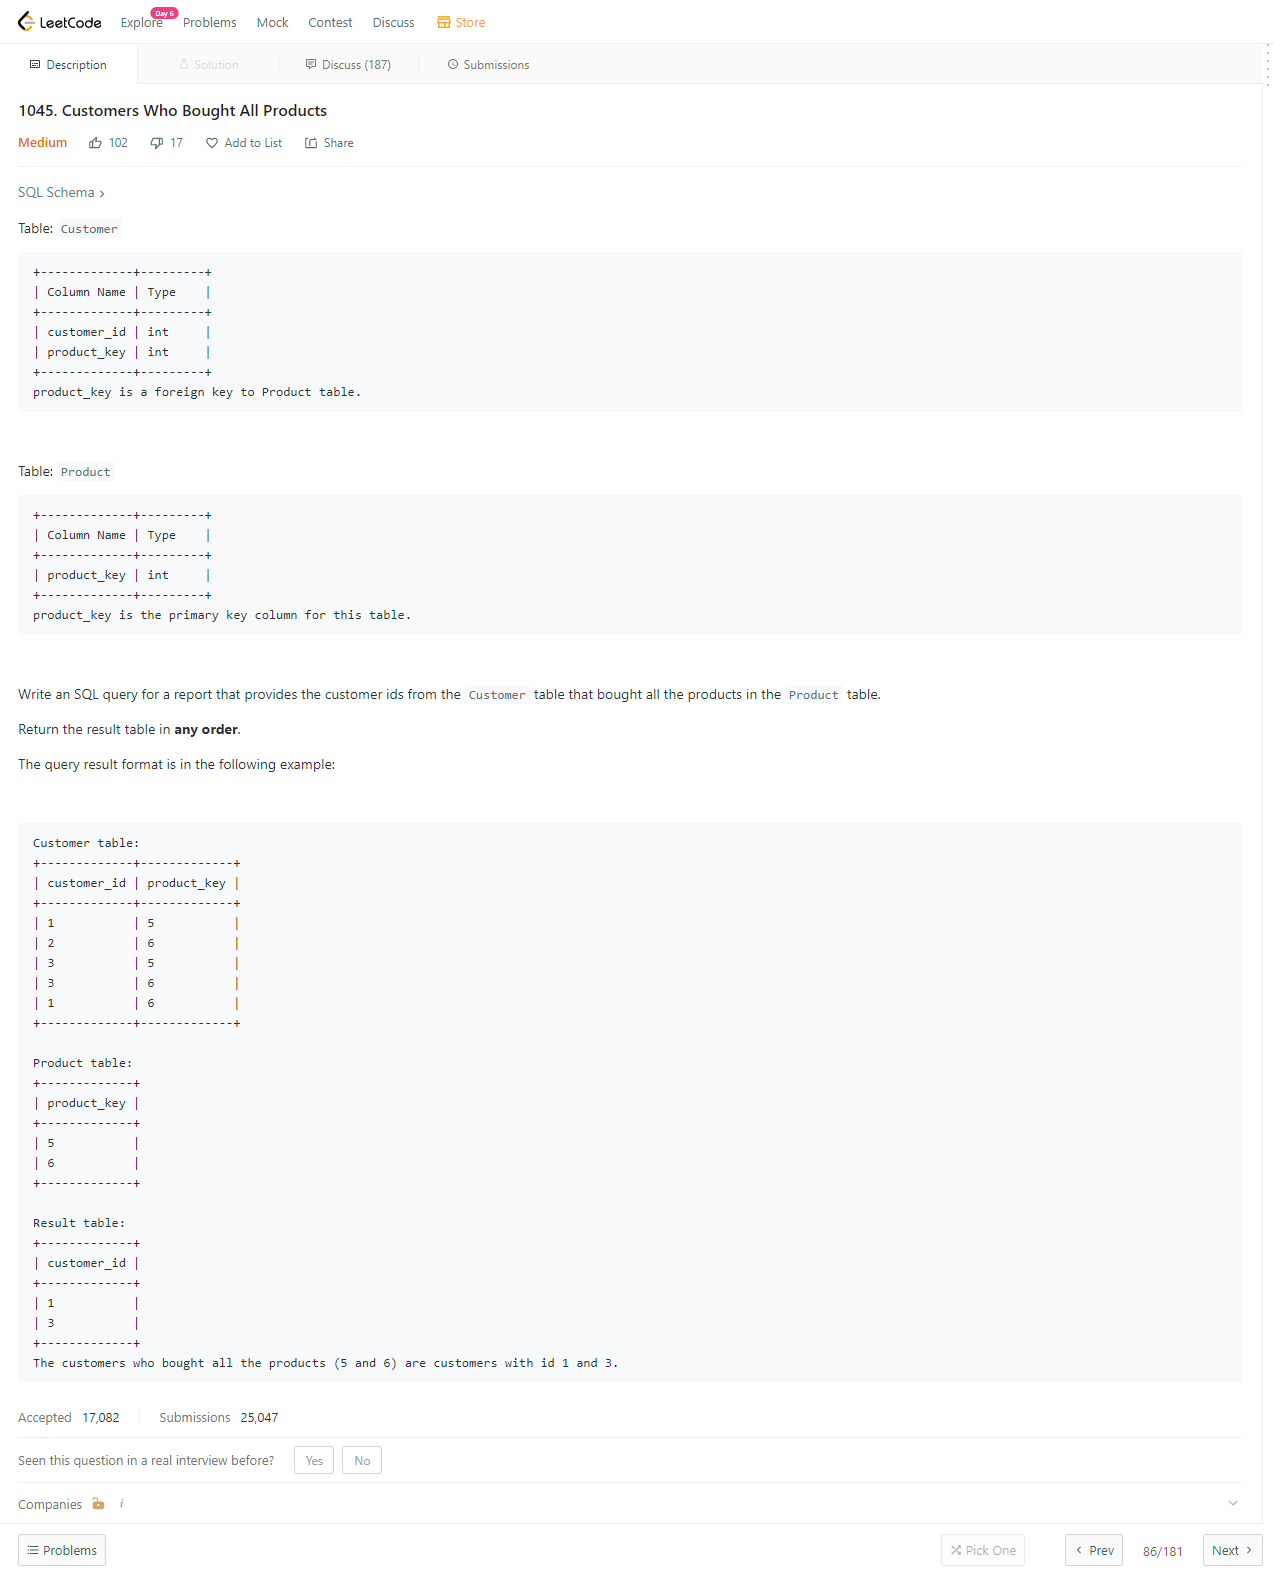 LeetCode Explore Day 6 Problems Mock Contest Discuss Store
Description Solution Discuss (187) Submissions
1045. Customers Who Bought All Products
Medium 102 17 Add to List Share
SQL Schema >
Table: Customer
+-------------+---------+
| Column Name | Type    |
+-------------+---------+
| customer_id | int     |
| product_key | int     |
+-------------+---------+
product_key is a foreign key to Product table.
Table: Product
+-------------+---------+
| Column Name | Type    |
+-------------+---------+
| product_key | int     |
+-------------+---------+
product_key is the primary key column for this table.
Write an SQL query for a report that provides the customer ids from the Customer table that bought all the products in the Product table.
Return the result table in any order.
The query result format is in the following example:
Customer table:
+-------------+-------------+
| customer_id | product_key |
+-------------+-------------+
| 1           | 5           |
| 2           | 6           |
| 3           | 5           |
| 3           | 6           |
| 1           | 6           |
+-------------+-------------+
Product table:
+-------------+
| product_key |
+-------------+
| 5           |
| 6           |
+-------------+
Result table:
+-------------+
| customer_id |
+-------------+
| 1           |
| 3           |
+-------------+
The customers who bought all the products (5 and 6) are customers with id 1 and 3.
Accepted 17,082 Submissions 25,047
Seen this question in a real interview before? Yes No
Companies i
Problems Pick One < Prev 86/181 Next >